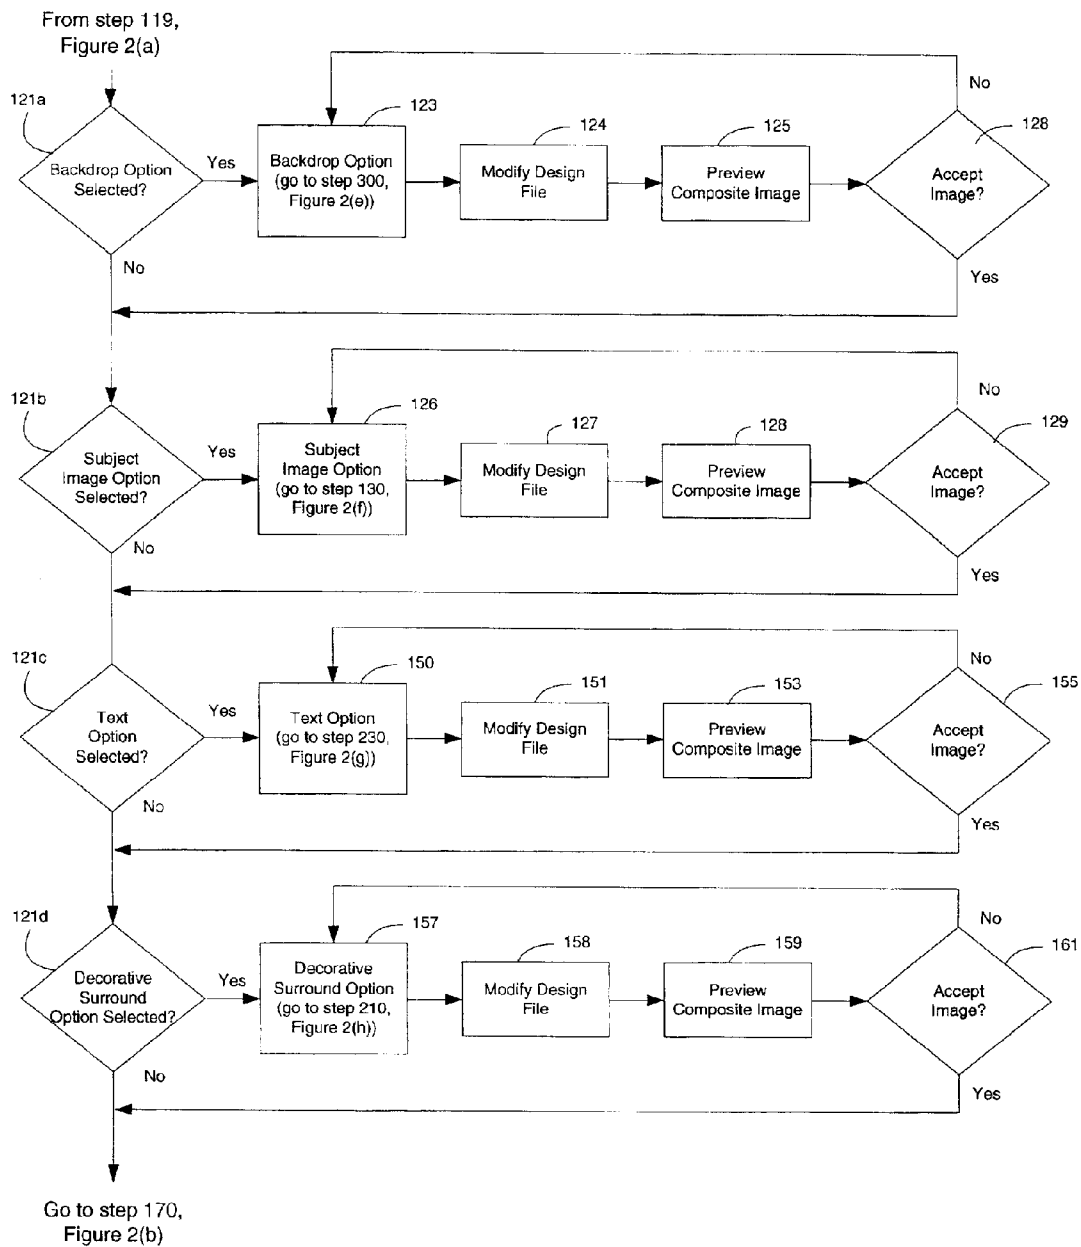 From step 119,
Figure 2(a)
121a
Backdrop Option
Selected?
Yes
No
123
Backdrop Option
(go to step 300,
Figure 2(e))
124
Modify Design
File
125
Preview
Composite Image
128
Accept
Image?
No
Yes
121b
Subject
Image Option
Selected?
Yes
No
126
Subject
Image Option
(go to step 130,
Figure 2(f))
127
Modify Design
File
128
Preview
Composite Image
129
Accept
Image?
No
Yes
121c
Text
Option
Selected?
Yes
No
150
Text Option
(go to step 230,
Figure 2(g))
151
Modify Design
File
153
Preview
Composite Image
155
Accept
Image?
No
Yes
121d
Decorative
Surround
Option Selected?
Yes
No
157
Decorative
Surround Option
(go to step 210,
Figure 2(h))
158
Modify Design
File
159
Preview
Composite Image
161
Accept
Image?
No
Yes
Go to step 170,
Figure 2(b)